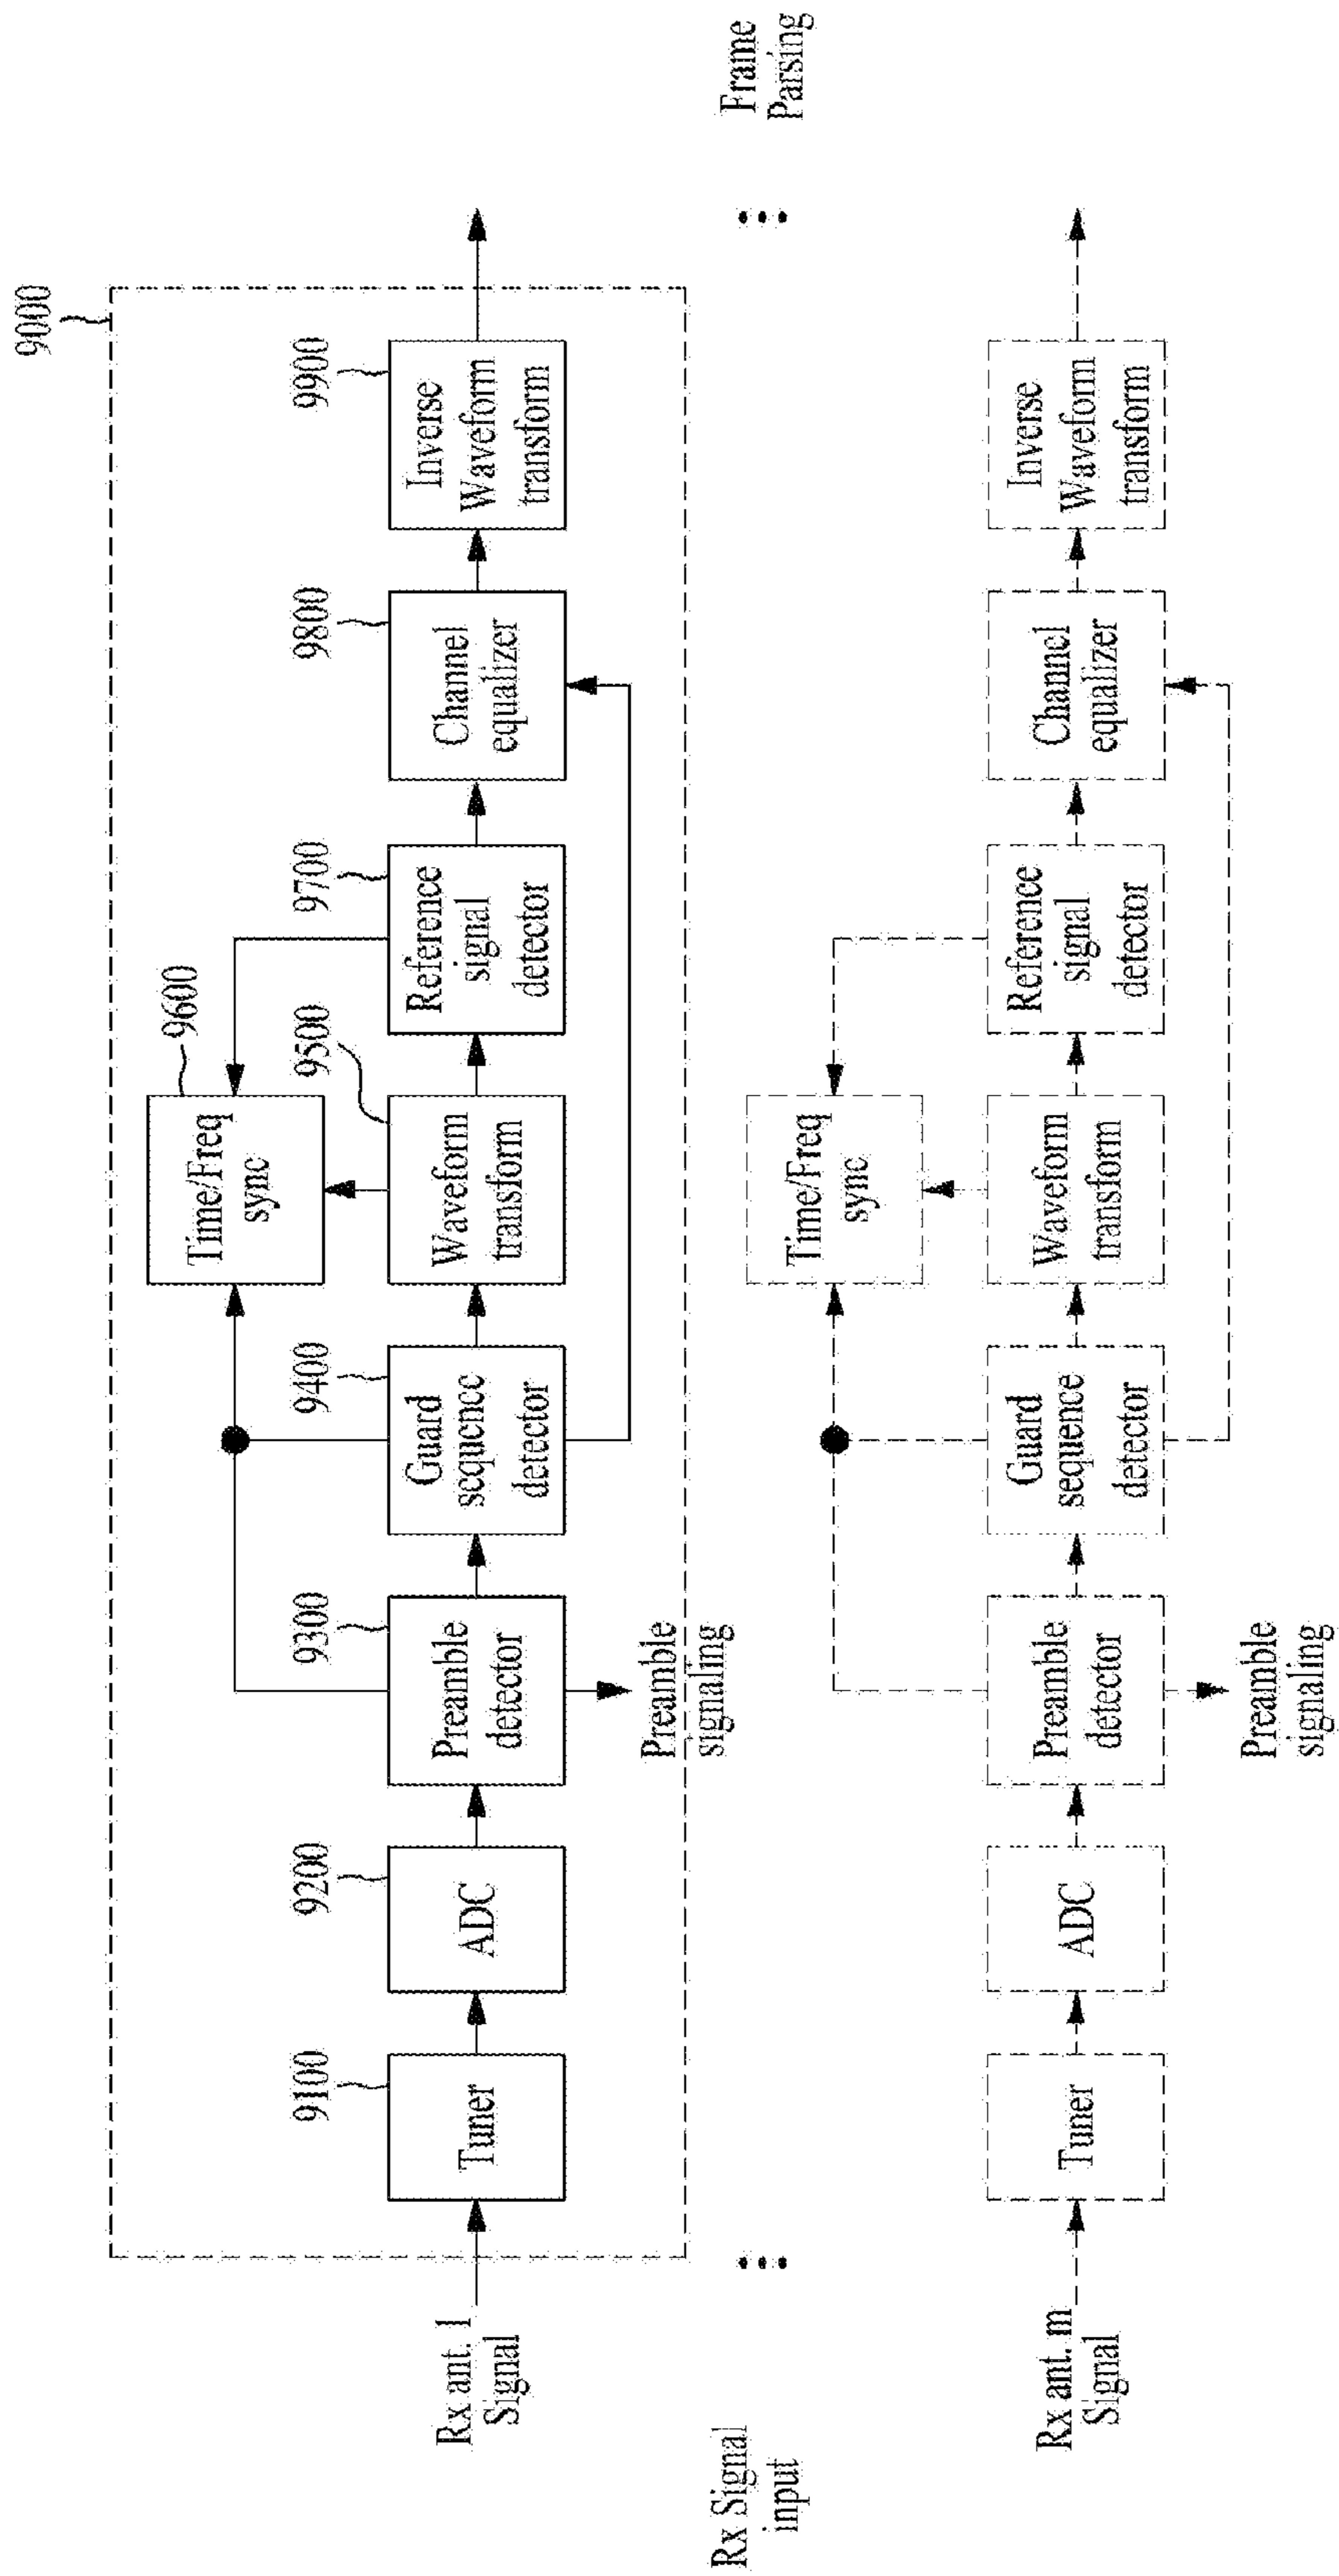 9000
9600
Time/Freq
sync
9100
9200
9300
9400
9500
9700
9800
9900
Rx ant. 1
Signal
Tuner
ADC
Preamble
detector
Guard
sequence
detector
Waveform
transform
Reference
signal
detector
Channel
equalizer
Inverse
Waveform
transform
Preamble
signaling
Rx Signal
input
Frame
Parsing
Time/Freq
sync
Rx ant. m
Signal
Tuner
ADC
Preamble
detector
Guard
sequence
detector
Waveform
transform
Reference
signal
detector
Channel
equalizer
Inverse
Waveform
transform
Preamble
signaling